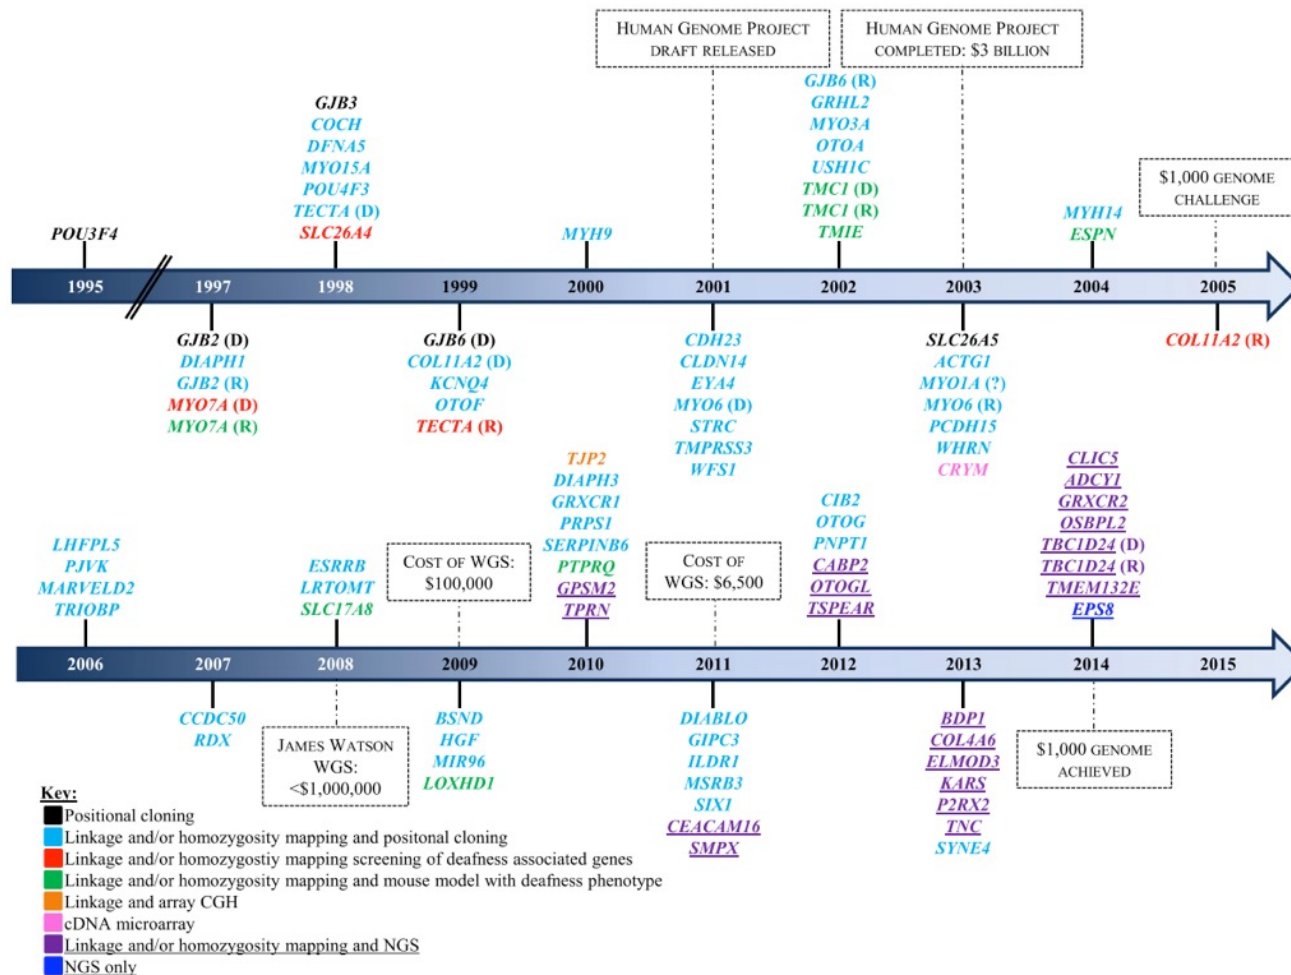 HUMAN GENOME PROJECT
DRAFT RELEASED
HUMAN GENOME PROJECT
COMPLETED: $3 BILLION
$1,000 GENOME
CHALLENGE
POU3F4
GJB3
COCH
DFNA5
MYO15A
POU4F3
TECTA (D)
SLC26A4
MYH9
GJB6 (R)
GRHL2
MYO3A
OTOA
USH1C
TMC1 (D)
TMC1 (R)
TMIE
MYH14
ESPN
1995 1997 1998 1999 2000 2001 2002 2003 2004 2005
GJB2 (D)
DIAPH1
GJB2 (R)
MYO7A (D)
MYO7A (R)
GJB6 (D)
COL11A2 (D)
KCNQ4
OTOF
TECTA (R)
CDH23
CLDN14
EYA4
MYO6 (D)
STRC
TMPRSS3
WFS1
SLC26A5
ACTG1
MYO1A (?)
MYO6 (R)
PCDH15
WHRN
CRYM
COL11A2 (R)
LHFPL5
PJVK
MARVELD2
TRIOBP
ESRRB
LRTOMT
SLC17A8
COST OF WGS:
$100,000
TJP2
DIAPH3
GRXCR1
PRPS1
SERPINB6
PTPRQ
GPSM2
TPRN
COST OF
WGS: $6,500
CIB2
OTOG
PNPT1
CABP2
OTOGL
TSPEAR
CLIC5
ADCY1
GRXCR2
OSBPL2
TBC1D24 (D)
TBC1D24 (R)
TMEM132E
EPS8
2006 2007 2008 2009 2010 2011 2012 2013 2014 2015
CCDC50
RDX
JAMES WATSON
WGS:
<$1,000,000
BSND
HGF
MIR96
LOXHD1
DIABLO
GIPC3
ILDR1
MSRB3
SIX1
CEACAM16
SMPX
BDP1
COL4A6
ELMOD3
KARS
P2RX2
TNC
SYNE4
$1,000 GENOME
ACHIEVED
Key:
Positional cloning
Linkage and/or homozygosity mapping and positonal cloning
Linkage and/or homozygostiy mapping screening of deafness associated genes
Linkage and/or homozygosity mapping and mouse model with deafness phenotype
Linkage and array CGH
cDNA microarray
Linkage and/or homozygosity mapping and NGS
NGS only